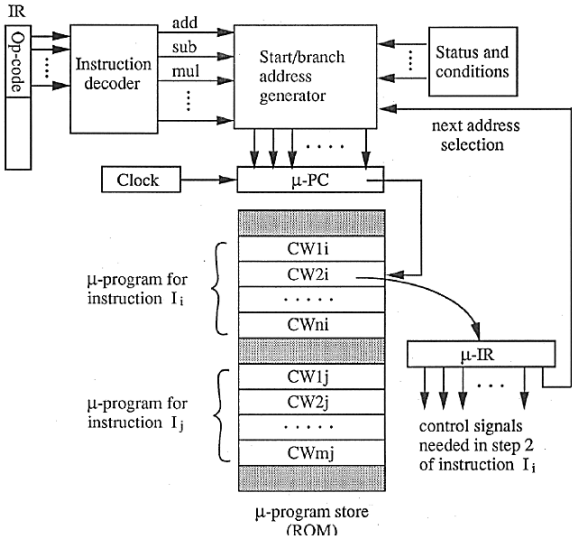 IR
Op-code
Instruction
decoder
add
sub
mul
Start/branch
address
generator
Status and
conditions
next address
selection
Clock
μ-PC
μ-program for
instruction I i
CW1i
CW2i
CWni
μ-IR
μ-program for
instruction I j
CW1j
CW2j
CWmj
control signals
needed in step 2
of instruction I i
μ-program store
(ROM)